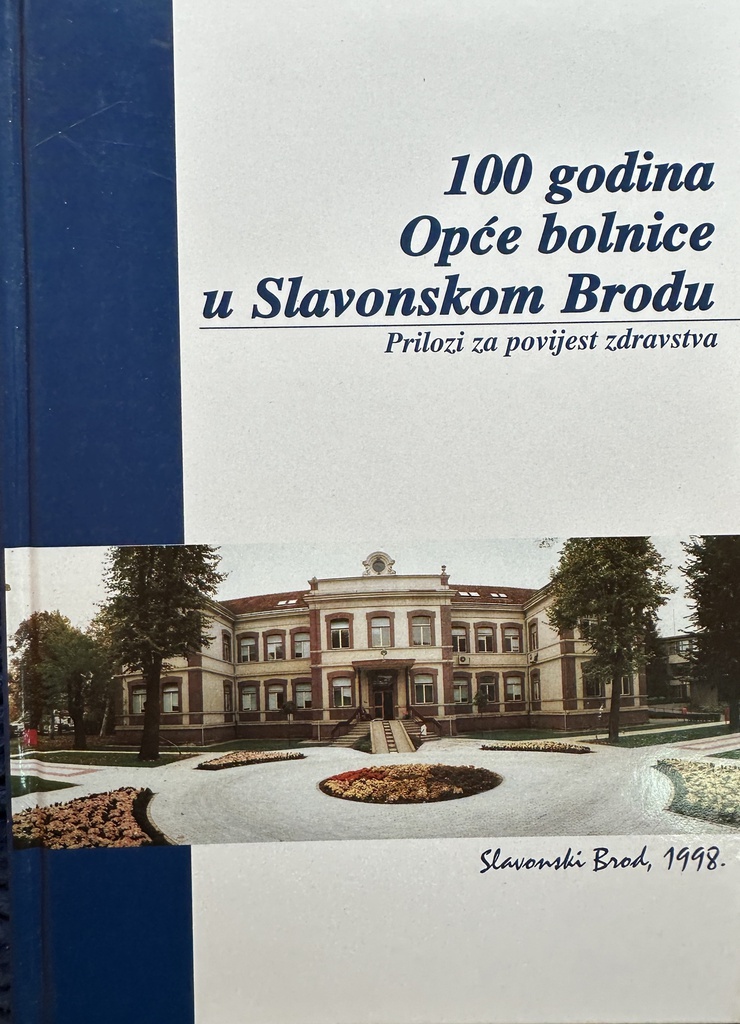 100 godina
Opće bolnice
u Slavonskom Brodu
Prilozi za povijest zdravstva
Slavonski Brod, 1998.